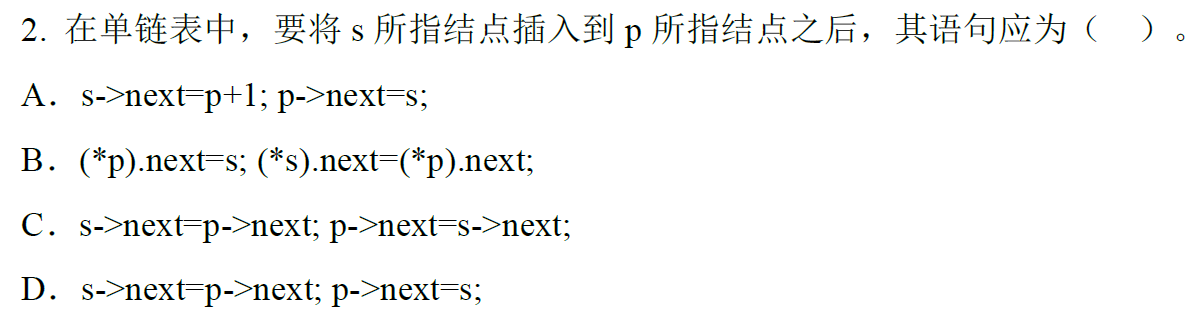 2. 在单链表中，要将 s 所指结点插入到 p 所指结点之后，其语句应为（　）。
A．s->next=p+1; p->next=s;
B．(*p).next=s; (*s).next=(*p).next;
C．s->next=p->next; p->next=s->next;
D．s->next=p->next; p->next=s;